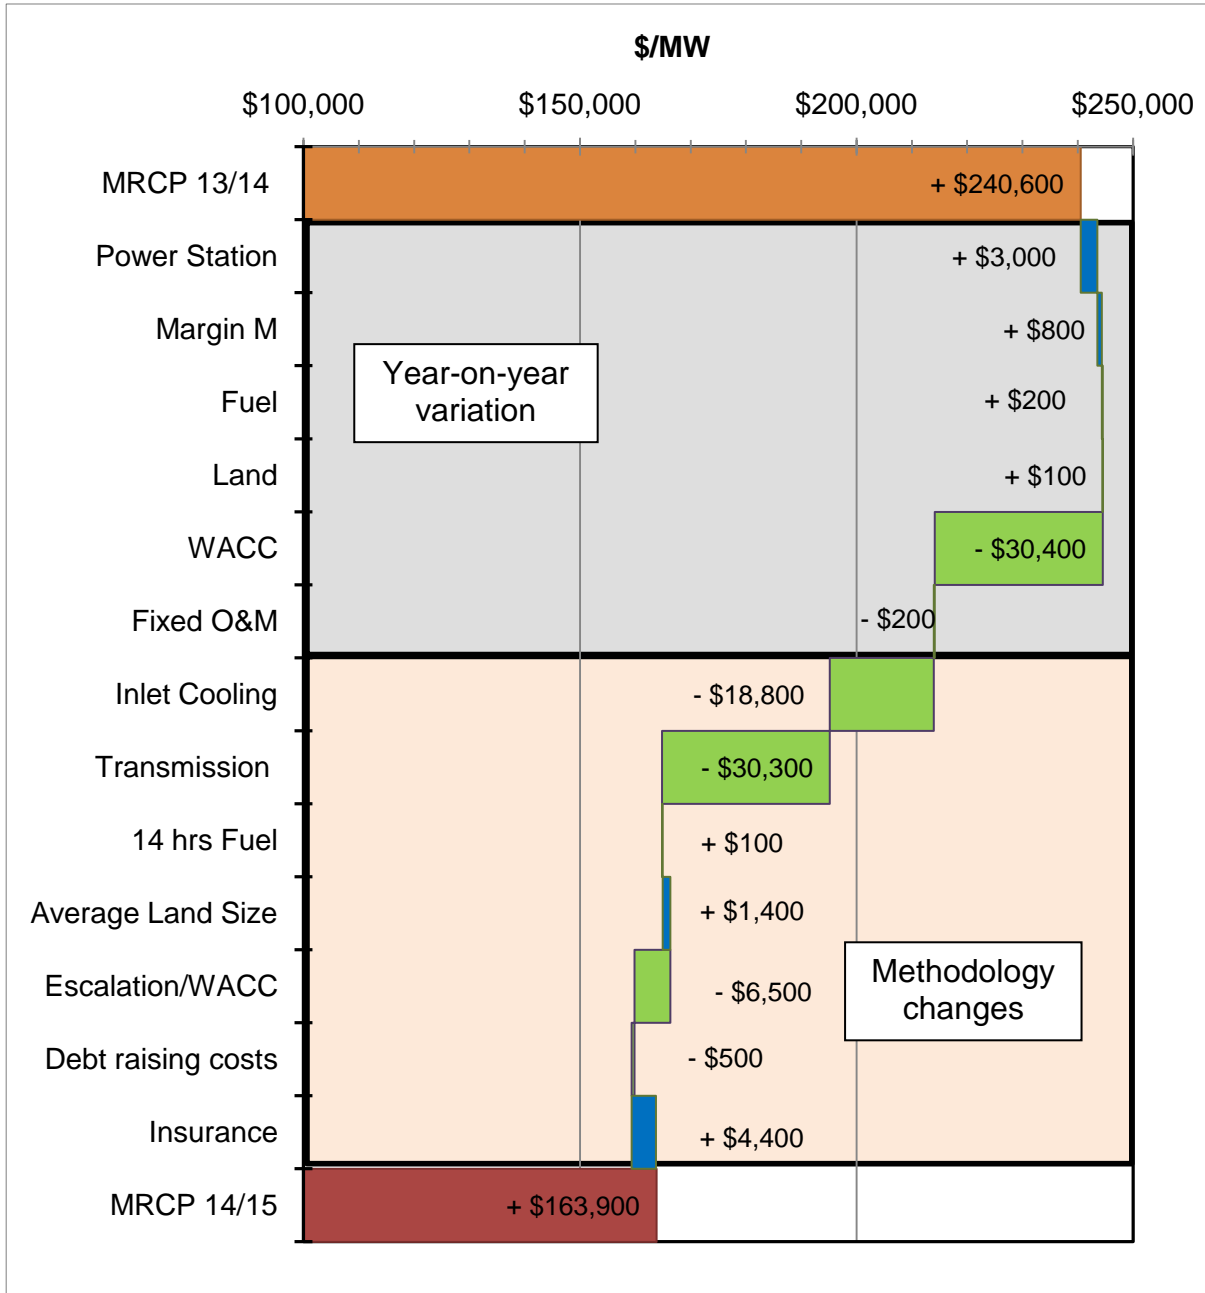 $/MW
$100,000 $150,000 $200,000 $250,000
MRCP 13/14 + $240,600
Power Station + $3,000
Margin M + $800
Year-on-year
variation
Fuel + $200
Land + $100
WACC - $30,400
Fixed O&M - $200
Inlet Cooling - $18,800
Transmission - $30,300
14 hrs Fuel + $100
Average Land Size + $1,400
Methodology
changes
Escalation/WACC - $6,500
Debt raising costs - $500
Insurance + $4,400
MRCP 14/15 + $163,900